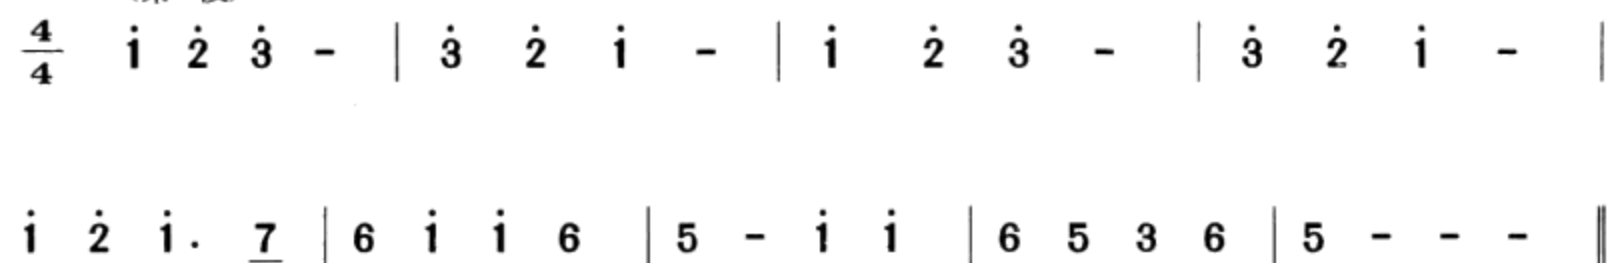 4/4 1̇ 2̇ 3̇ - | 3̇ 2̇ 1̇ - | 1̇ 2̇ 3̇ - | 3̇ 2̇ 1̇ - |
1̇ 2̇ 1̇ . 7̲ | 6 1̇ 1̇ 6 | 5 - 1̇ 1̇ | 6 5 3 6 | 5 - - - ‖